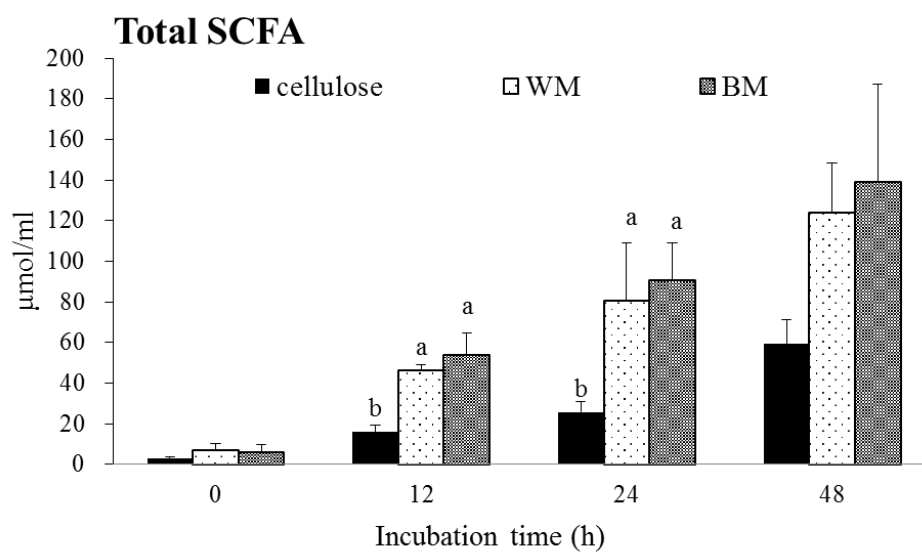 Total SCFA
200
180
160
140
120
100
80
60
40
20
0
μmol/ml
cellulose WM BM
b a a
b a a
0 12 24 48
Incubation time (h)